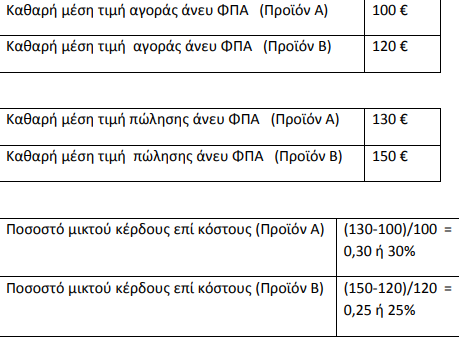 Καθαρή μέση τιμή αγοράς άνευ ΦΠΑ (Προϊόν Α) 100 €
Καθαρή μέση τιμή αγοράς άνευ ΦΠΑ (Προϊόν Β) 120 €
Καθαρή μέση τιμή πώλησης άνευ ΦΠΑ (Προϊόν Α) 130 €
Καθαρή μέση τιμή πώλησης άνευ ΦΠΑ (Προϊόν Β) 150 €
Ποσοστό μικτού κέρδους επί κόστους (Προϊόν Α) (130-100)/100 =
0,30 ή 30%
Ποσοστό μικτού κέρδους επί κόστους (Προϊόν Β) (150-120)/120 =
0,25 ή 25%